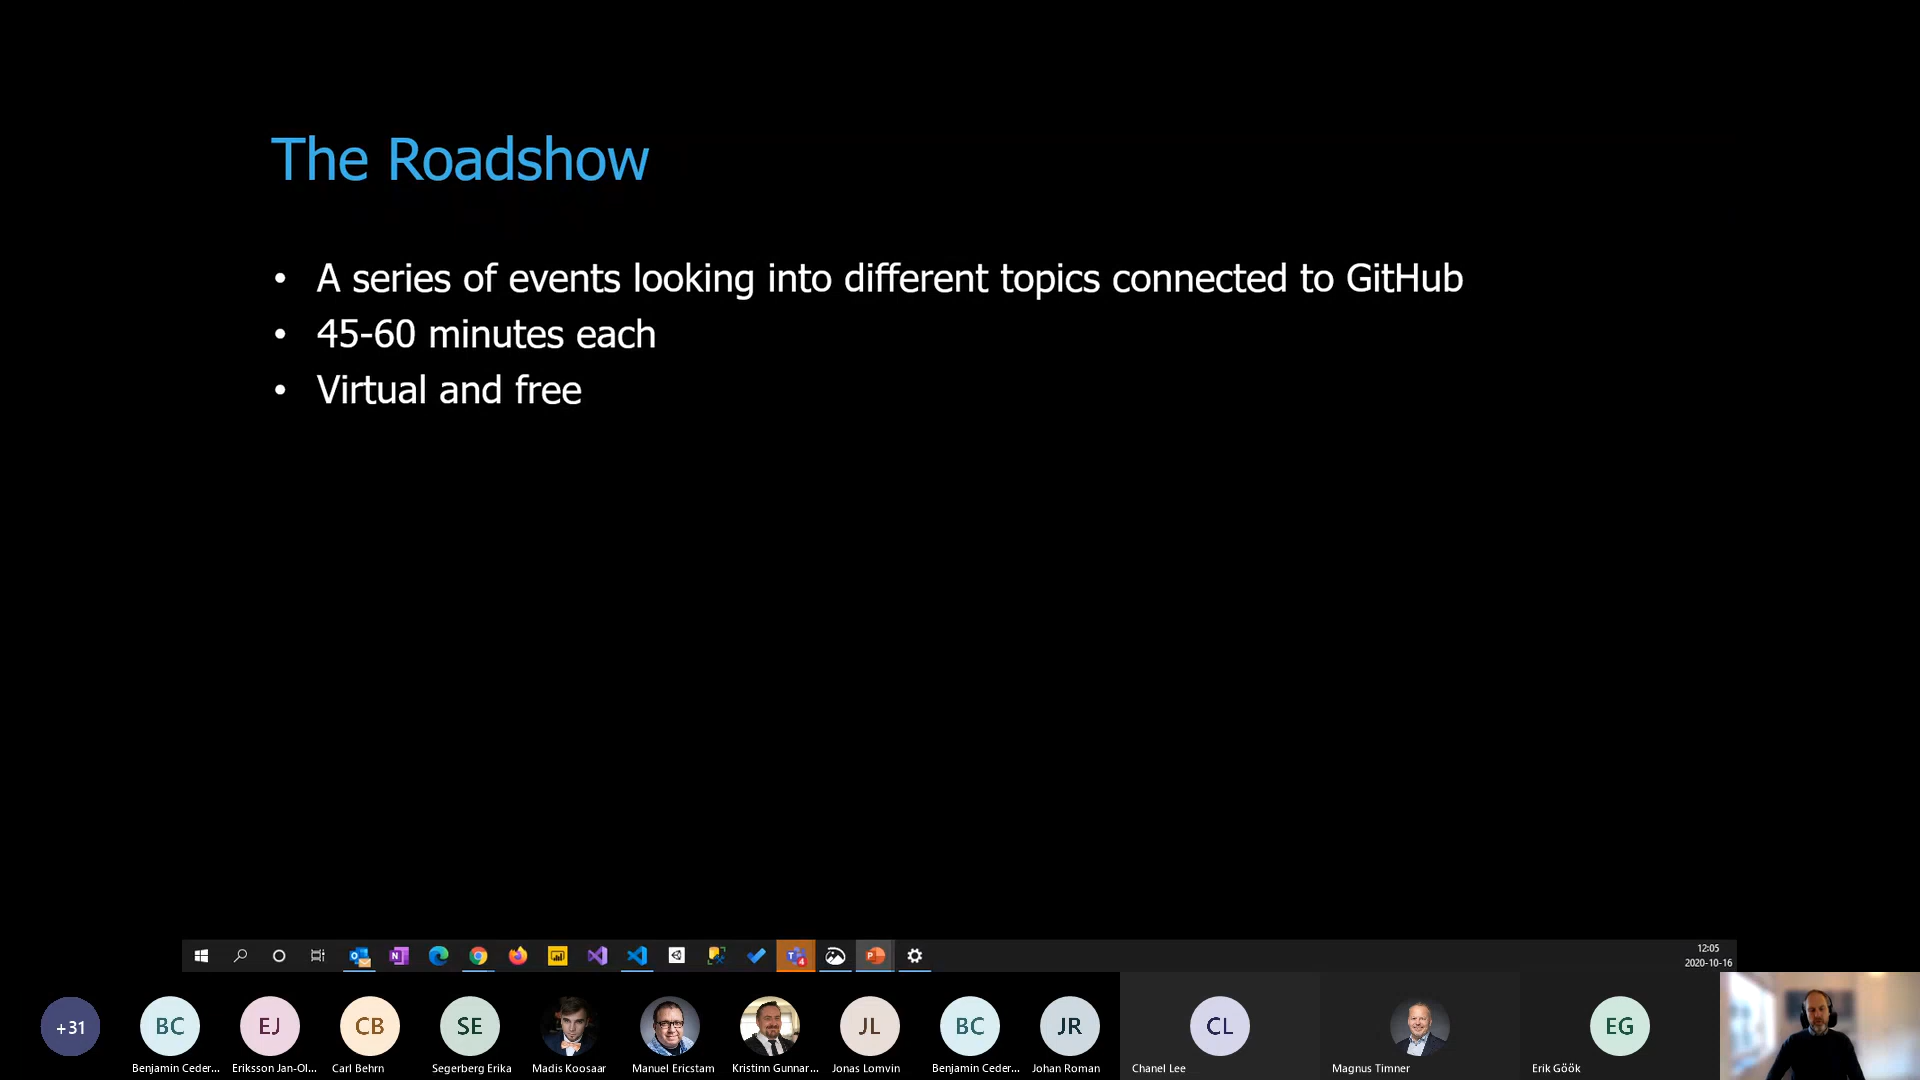 The Roadshow
• A series of events looking into different topics connected to GitHub
• 45-60 minutes each
• Virtual and free
12:05
2020-10-16
+31
BC
EJ
CB
SE
JL
BC
JR
CL
EG
Benjamin Ceder...
Eriksson Jan-Ol...
Carl Behrn
Segerberg Erika
Madis Koosaar
Manuel Ericstam
Kristinn Gunnar...
Jonas Lomvin
Benjamin Ceder...
Johan Roman
Chanel Lee
Magnus Timner
Erik Göök